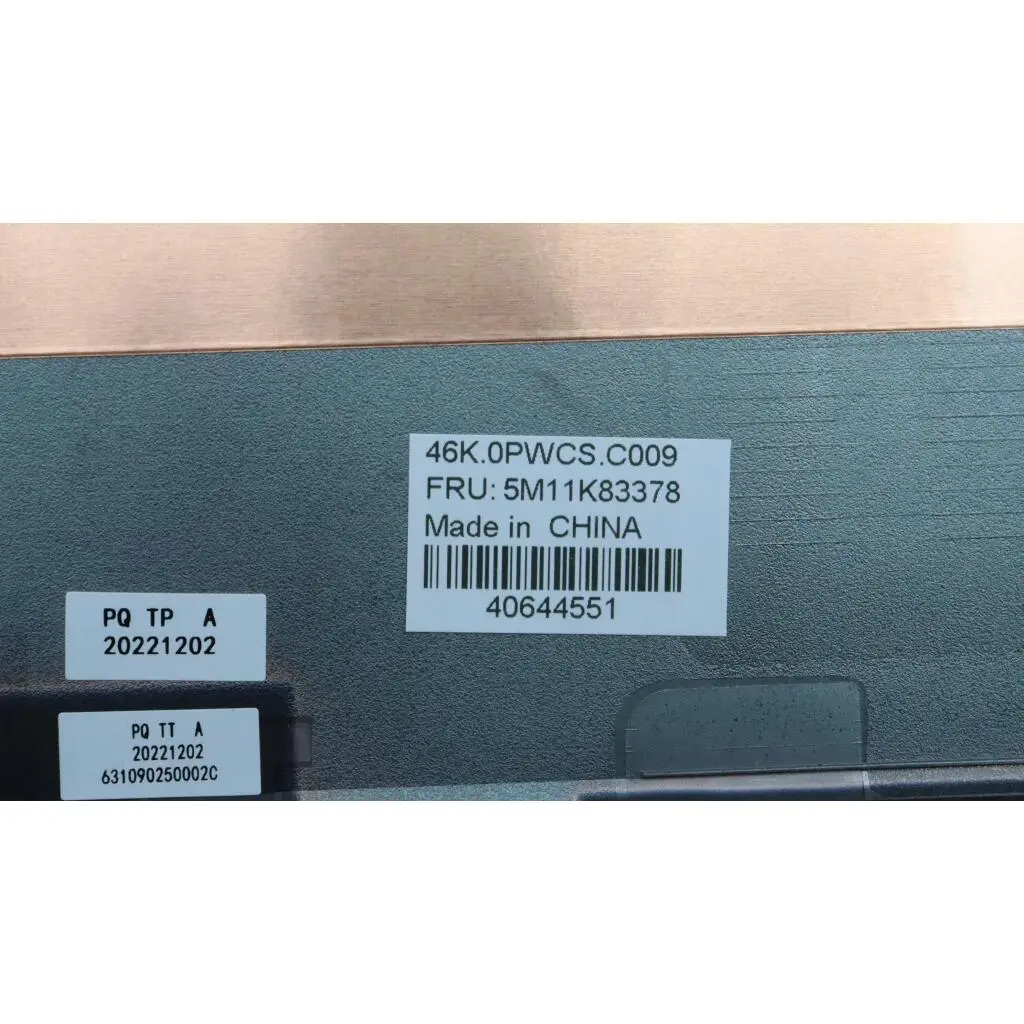 46K.0PWCS.C009
FRU: 5M11K83378
Made in CHINA
40644551
PQ TP A
20221202
PQ TT A
20221202
631090250002C